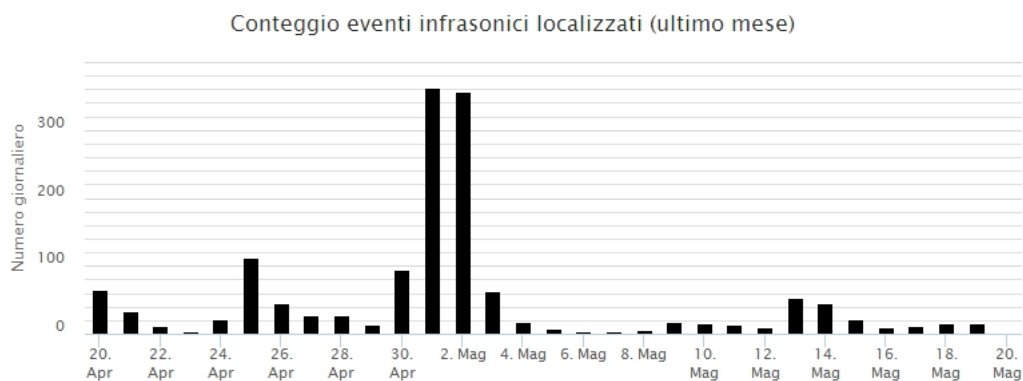 Conteggio eventi infrasonici localizzati (ultimo mese)
Numero giornaliero
300
200
100
0
20. Apr
22. Apr
24. Apr
26. Apr
28. Apr
30. Apr
2. Mag
4. Mag
6. Mag
8. Mag
10. Mag
12. Mag
14. Mag
16. Mag
18. Mag
20. Mag